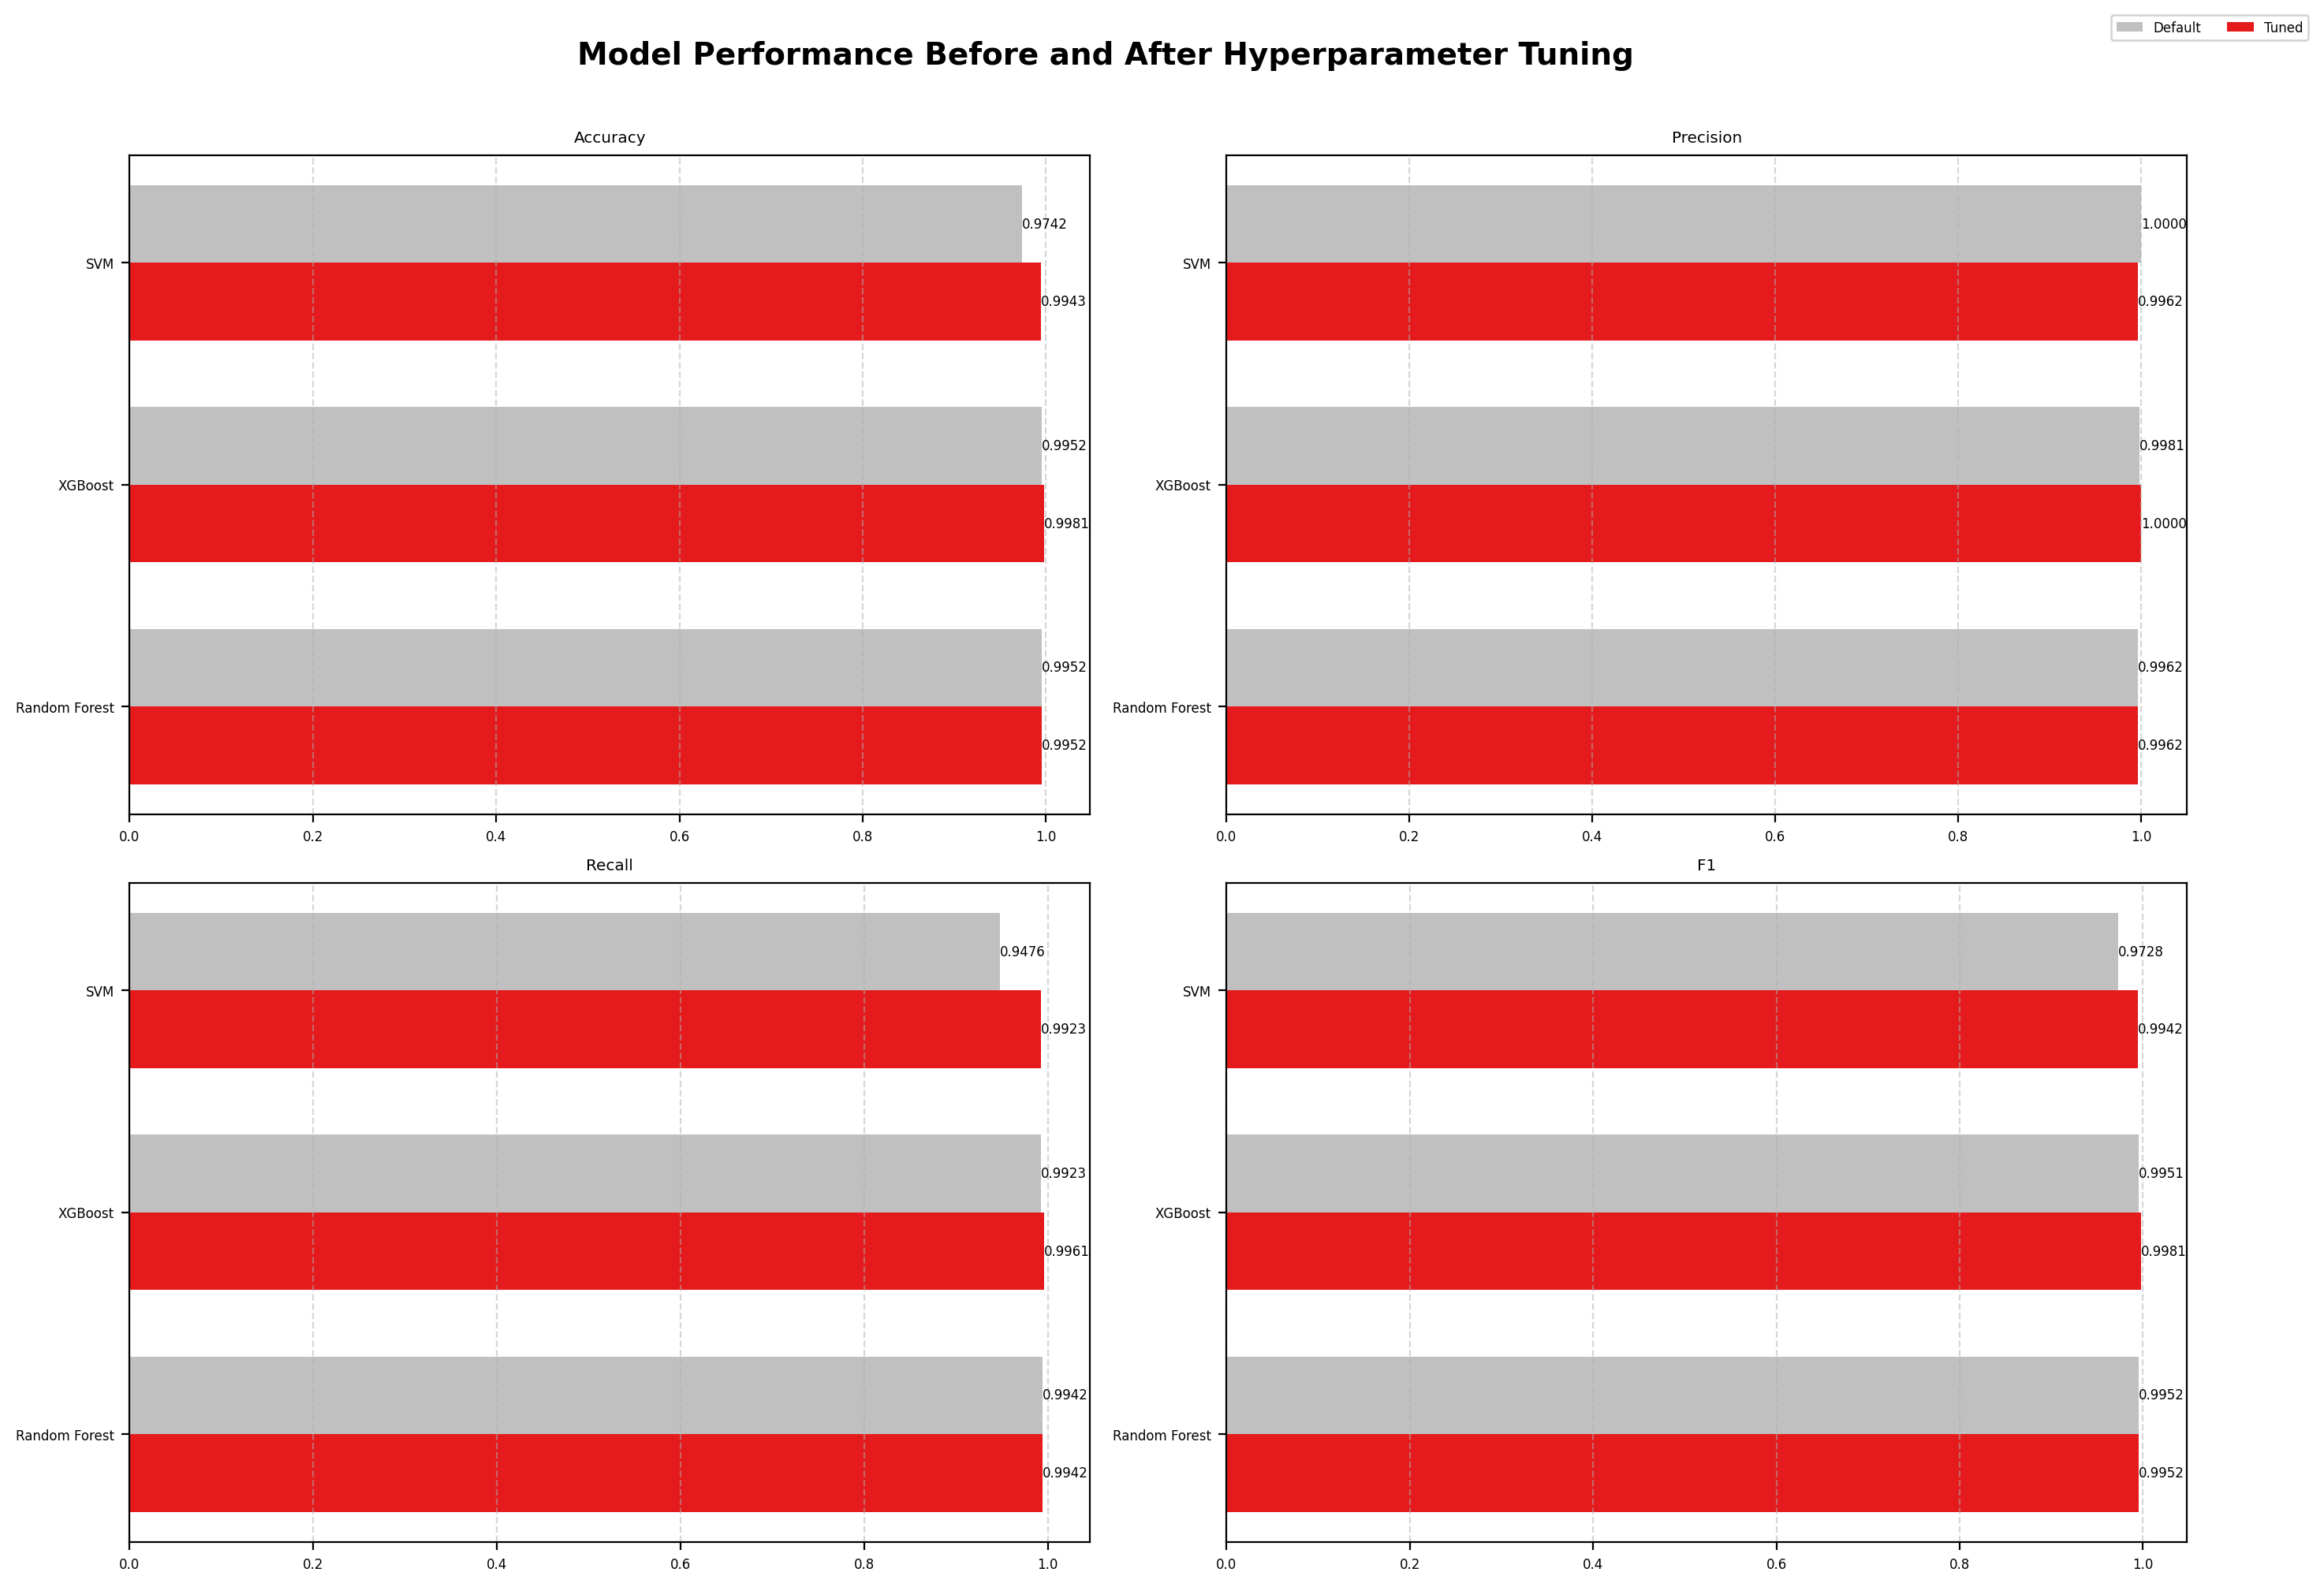 Default Tuned
Model Performance Before and After Hyperparameter Tuning
Accuracy
SVM
XGBoost
Random Forest
0.9742
0.9943
0.9952
0.9981
0.9952
0.9952
0.0 0.2 0.4 0.6 0.8 1.0
Precision
SVM
XGBoost
Random Forest
1.0000
0.9962
0.9981
1.0000
0.9962
0.9962
0.0 0.2 0.4 0.6 0.8 1.0
Recall
SVM
XGBoost
Random Forest
0.9476
0.9923
0.9923
0.9961
0.9942
0.9942
0.0 0.2 0.4 0.6 0.8 1.0
F1
SVM
XGBoost
Random Forest
0.9728
0.9942
0.9951
0.9981
0.9952
0.9952
0.0 0.2 0.4 0.6 0.8 1.0